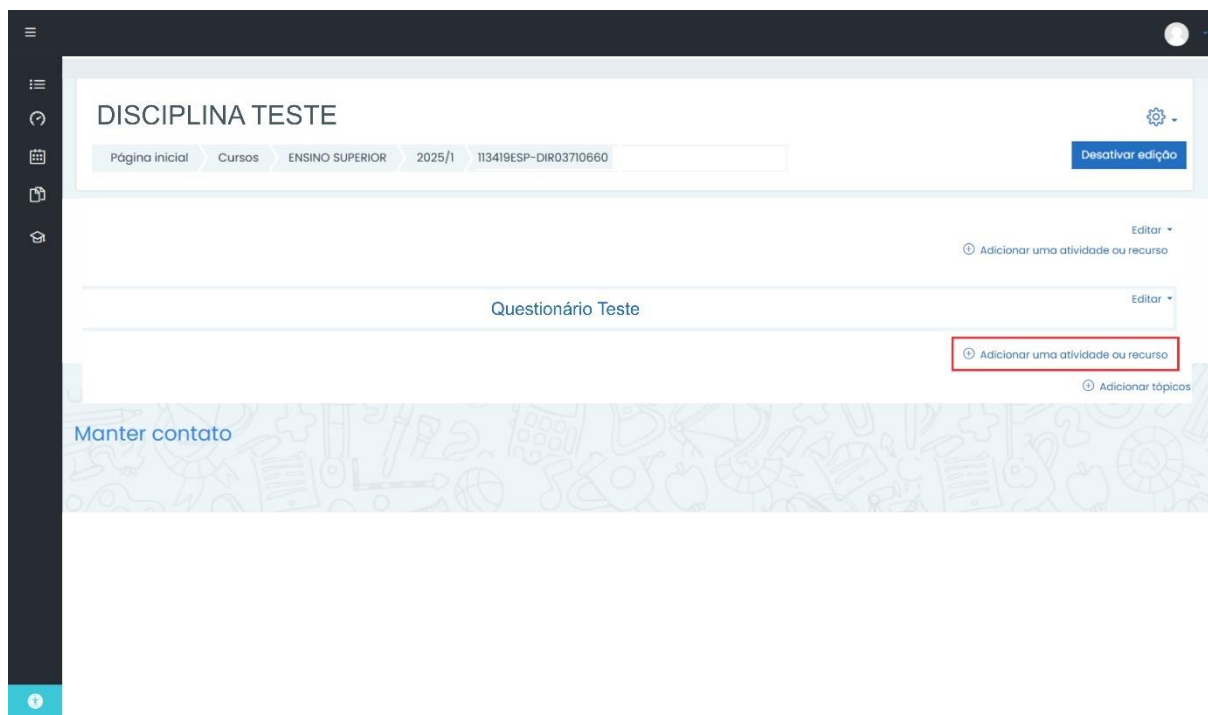 DISCIPLINA TESTE
Página inicial Cursos ENSINO SUPERIOR 2025/1 113419ESP-DIR03710660
Desativar edição
Editar
Adicionar uma atividade ou recurso
Questionário Teste
Editar
Adicionar uma atividade ou recurso
Adicionar tópicos
Manter contato